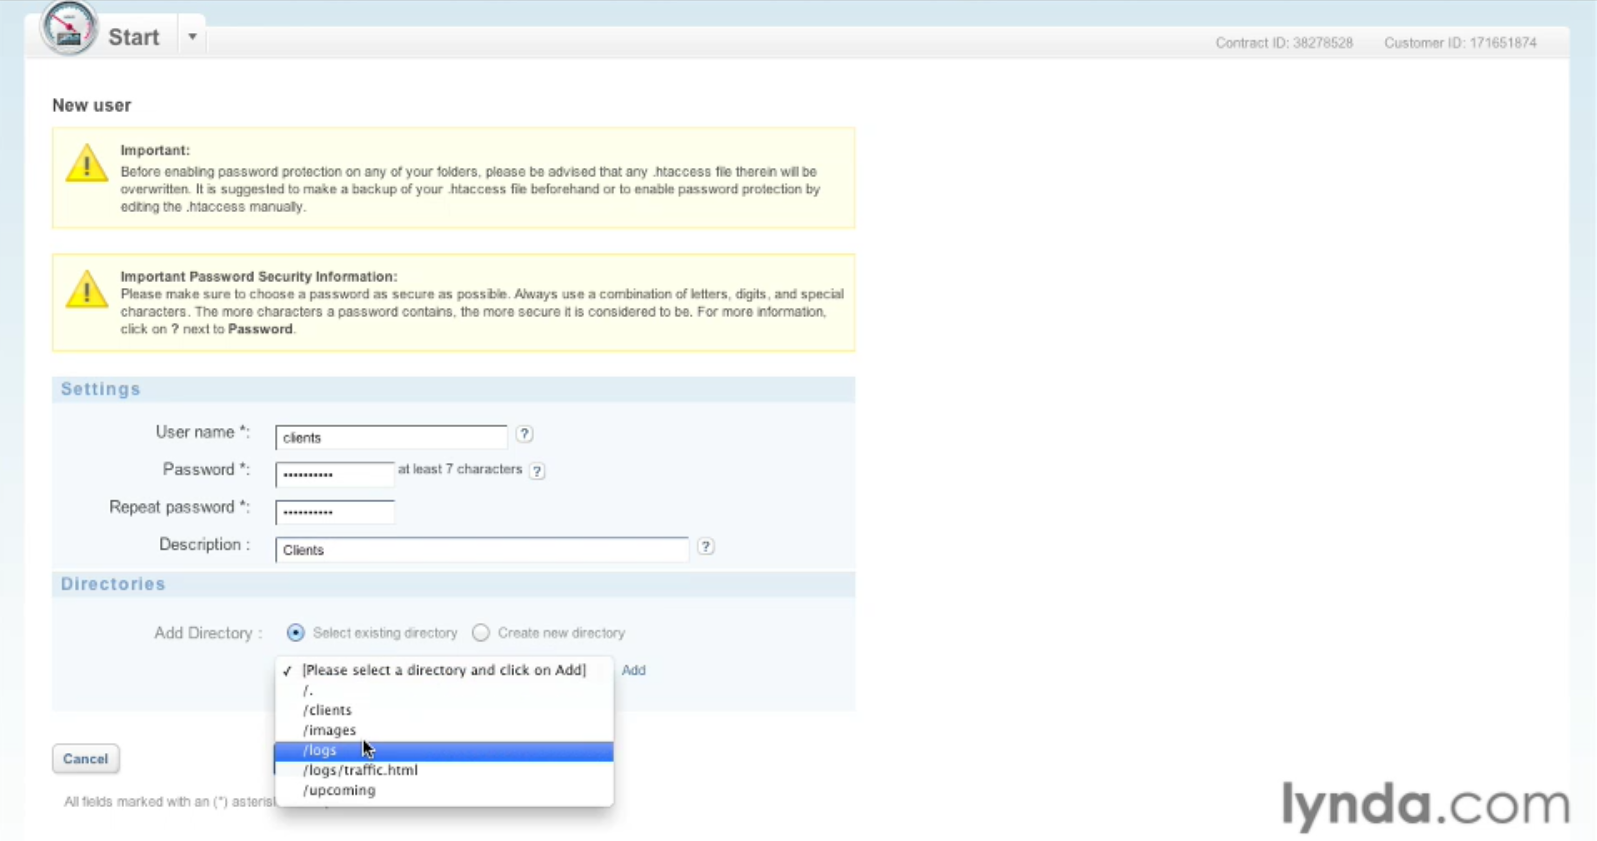 Start
Contract ID: 38278528 Customer ID: 171651874
New user
Important:
Before enabling password protection on any of your folders, please be advised that any .htaccess file therein will be
overwritten. It is suggested to make a backup of your .htaccess file beforehand or to enable password protection by
editing the .htaccess manually.
Important Password Security Information:
Please make sure to choose a password as secure as possible. Always use a combination of letters, digits, and special
characters. The more characters a password contains, the more secure it is considered to be. For more information,
click on ? next to Password.
Settings
User name *: clients ?
Password *: •••••••••• at least 7 characters ?
Repeat password *: ••••••••••
Description : Clients ?
Directories
Add Directory : Select existing directory Create new directory
✓ [Please select a directory and click on Add] Add
/.
/clients
/images
/logs
/logs/traffic.html
/upcoming
Cancel
All fields marked with an (*)
lynda.com